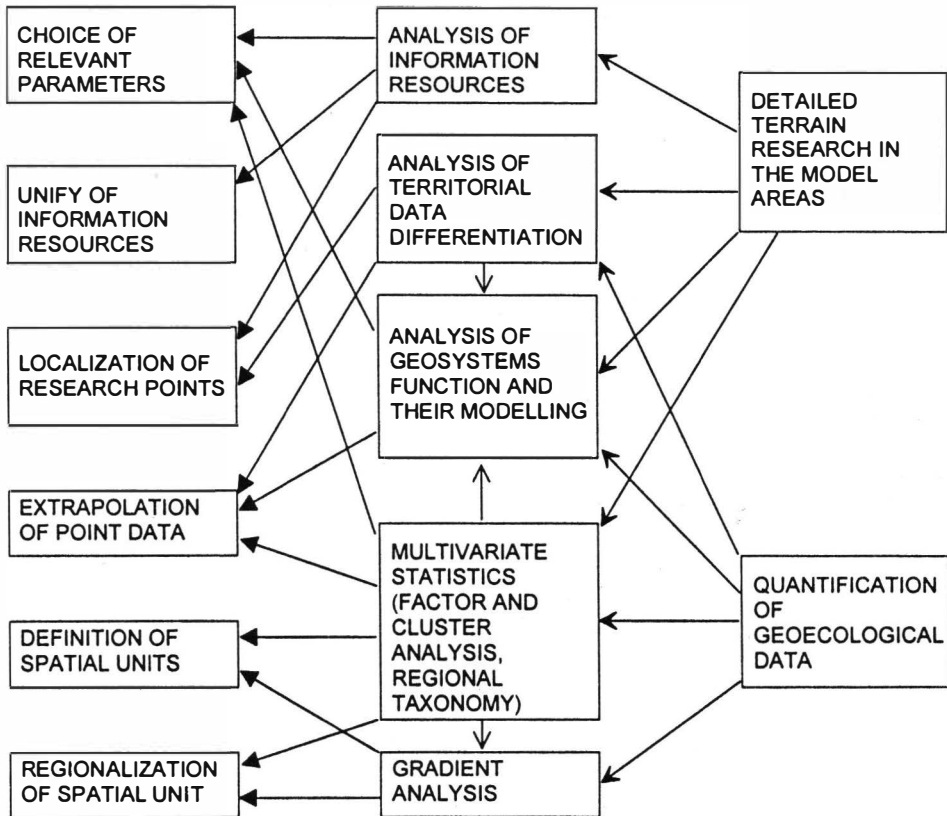 CHOICE OF
RELEVANT
PARAMETERS
UNIFY OF
INFORMATION
RESOURCES
LOCALIZATION OF
RESEARCH POINTS
EXTRAPOLATION
OF POINT DATA
DEFINITION OF
SPATIAL UNITS
REGIONALIZATION
OF SPATIAL UNIT
ANALYSIS OF
INFORMATION
RESOURCES
ANALYSIS OF
TERRITORIAL
DATA
DIFFERENTIATION
ANALYSIS OF
GEOSYSTEMS
FUNCTION AND
THEIR MODELLING
MULTIVARIATE
STATISTICS
(FACTOR AND
CLUSTER
ANALYSIS,
REGIONAL
TAXONOMY)
GRADIENT
ANALYSIS
DETAILED
TERRAIN
RESEARCH IN
THE MODEL
AREAS
QUANTIFICATION
OF
GEOECOLOGICAL
DATA